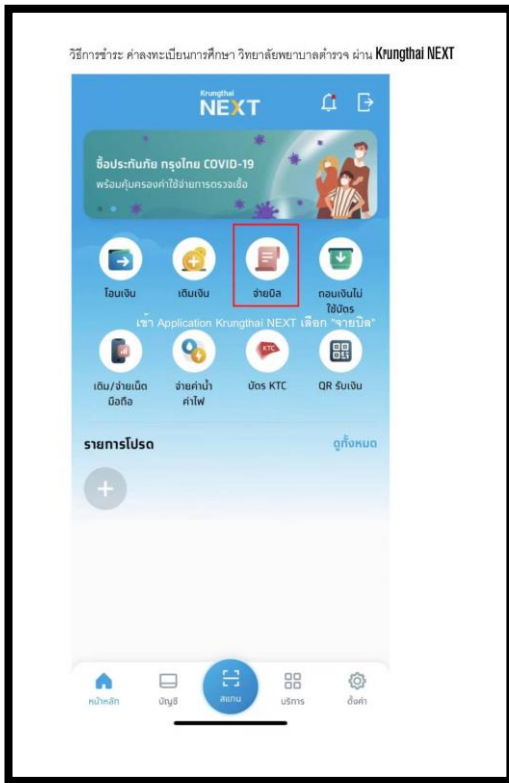 วิธีการชำระ ค่าลงทะเบียนการศึกษา วิทยาลัยพยาบาลตำรวจ ผ่าน Krungthai NEXT
Krungthai
NEXT
ซื้อประกันภัย กรุงไทย COVID-19
พร้อมคุ้มครองค่าใช้จ่ายการตรวจเชื้อ
โอนเงิน เติมเงิน จ่ายบิล ถอนเงินไม่
ใช้บัตร
เข้า Application Krungthai NEXT เลือก "จ่ายบิล"
KTC
เติม/จ่ายเน็ต จ่ายค่าน้ำ บัตร KTC QR รับเงิน
มือถือ ค่าไฟ
รายการโปรด ดูทั้งหมด
หน้าหลัก บัญชี สแกน บริการ ตั้งค่า